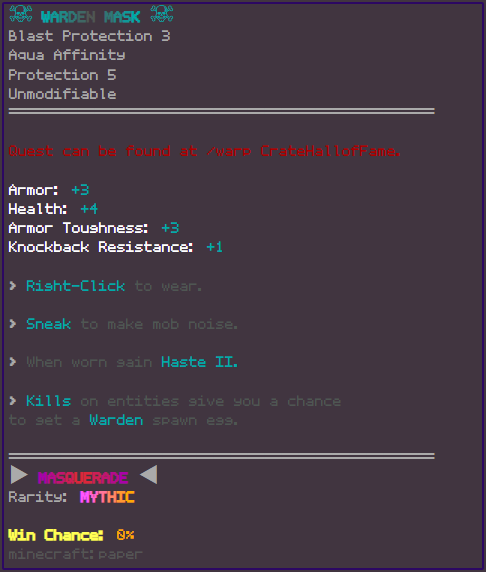 ☠ WARDEN MASK ☠
Blast Protection 3
Aqua Affinity
Protection 5
Unmodifiable
Quest can be found at /warp CrateHallofFame.
Armor: +3
Health: +4
Armor Toughness: +3
Knockback Resistance: +1
> Right-Click to wear.
> Sneak to make mob noise.
> When worn gain Haste II.
> Kills on entities give you a chance
to get a Warden spawn egg.
▶ MASQUERADE ◀
Rarity: MYTHIC
Win Chance: 0%
minecraft:paper